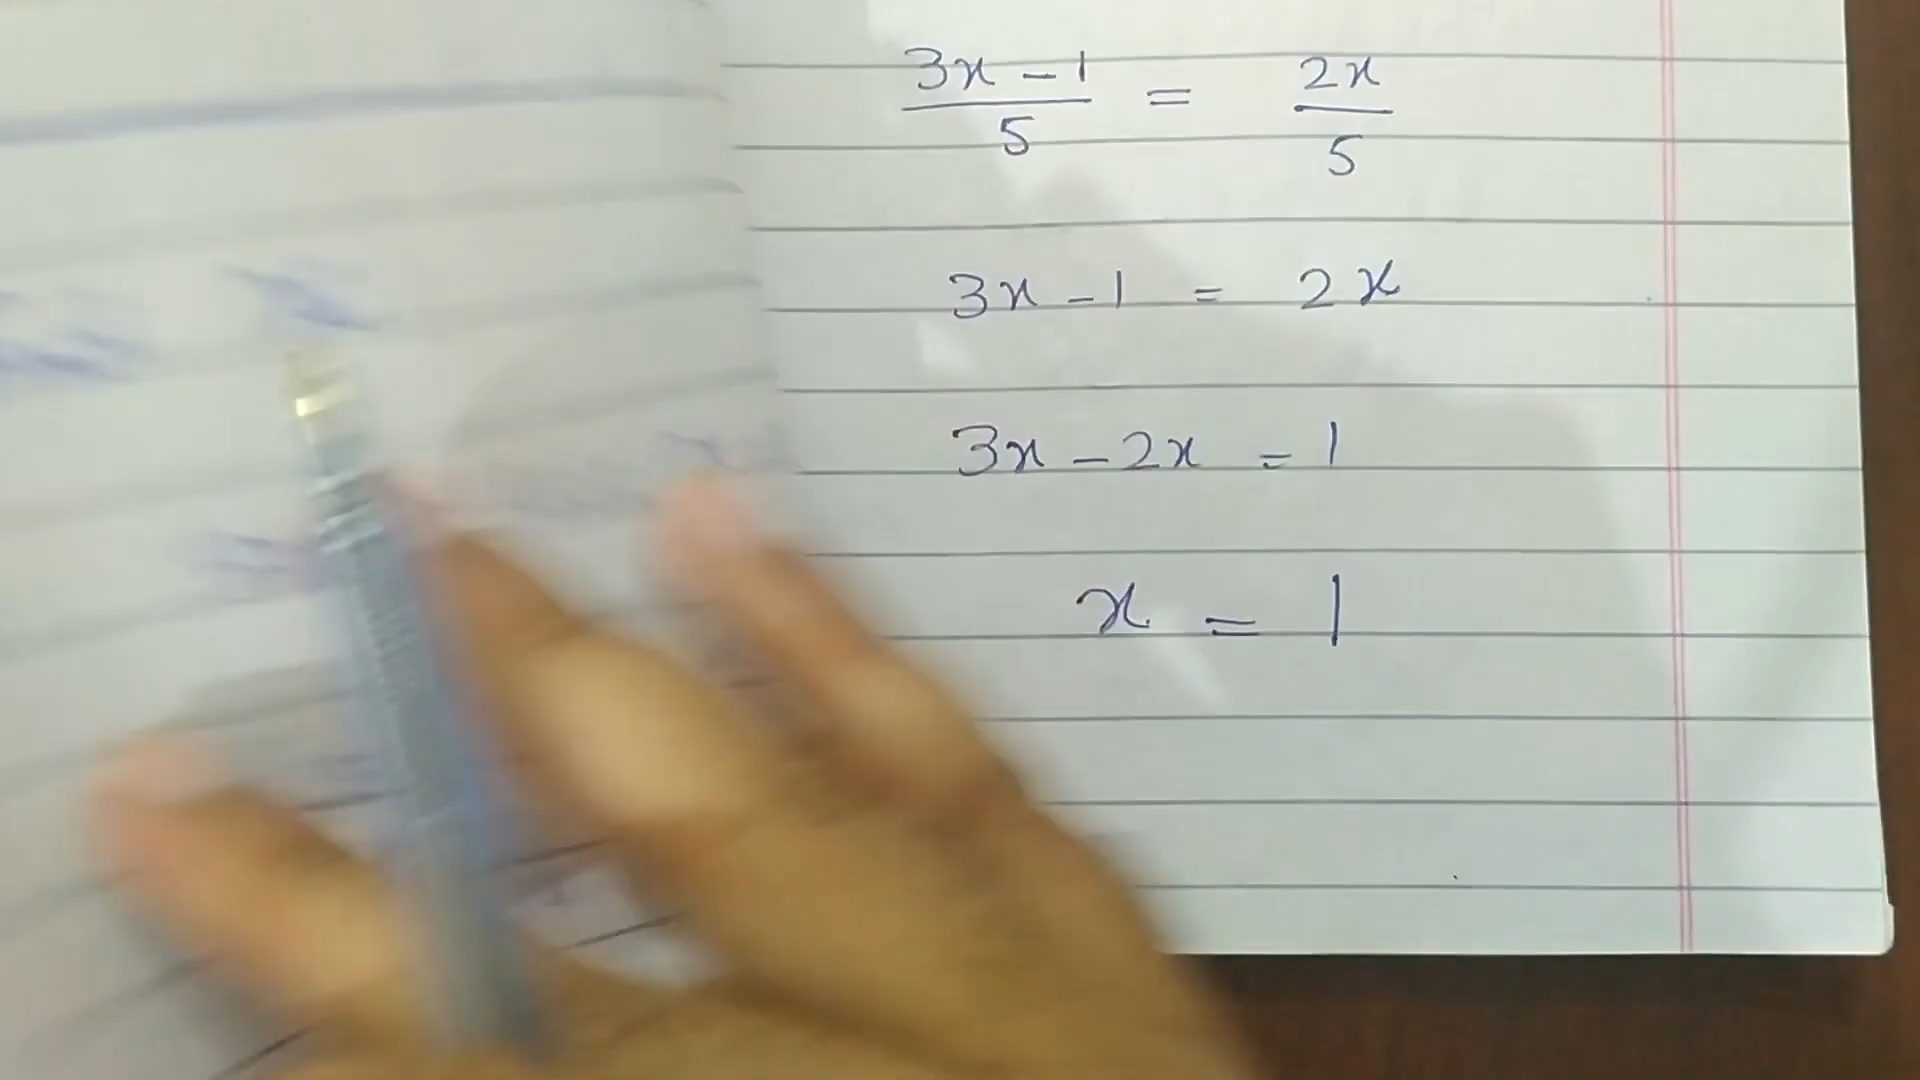 3x - 1 / 5 = 2x / 5
3x - 1 = 2x
3x - 2x = 1
x = 1